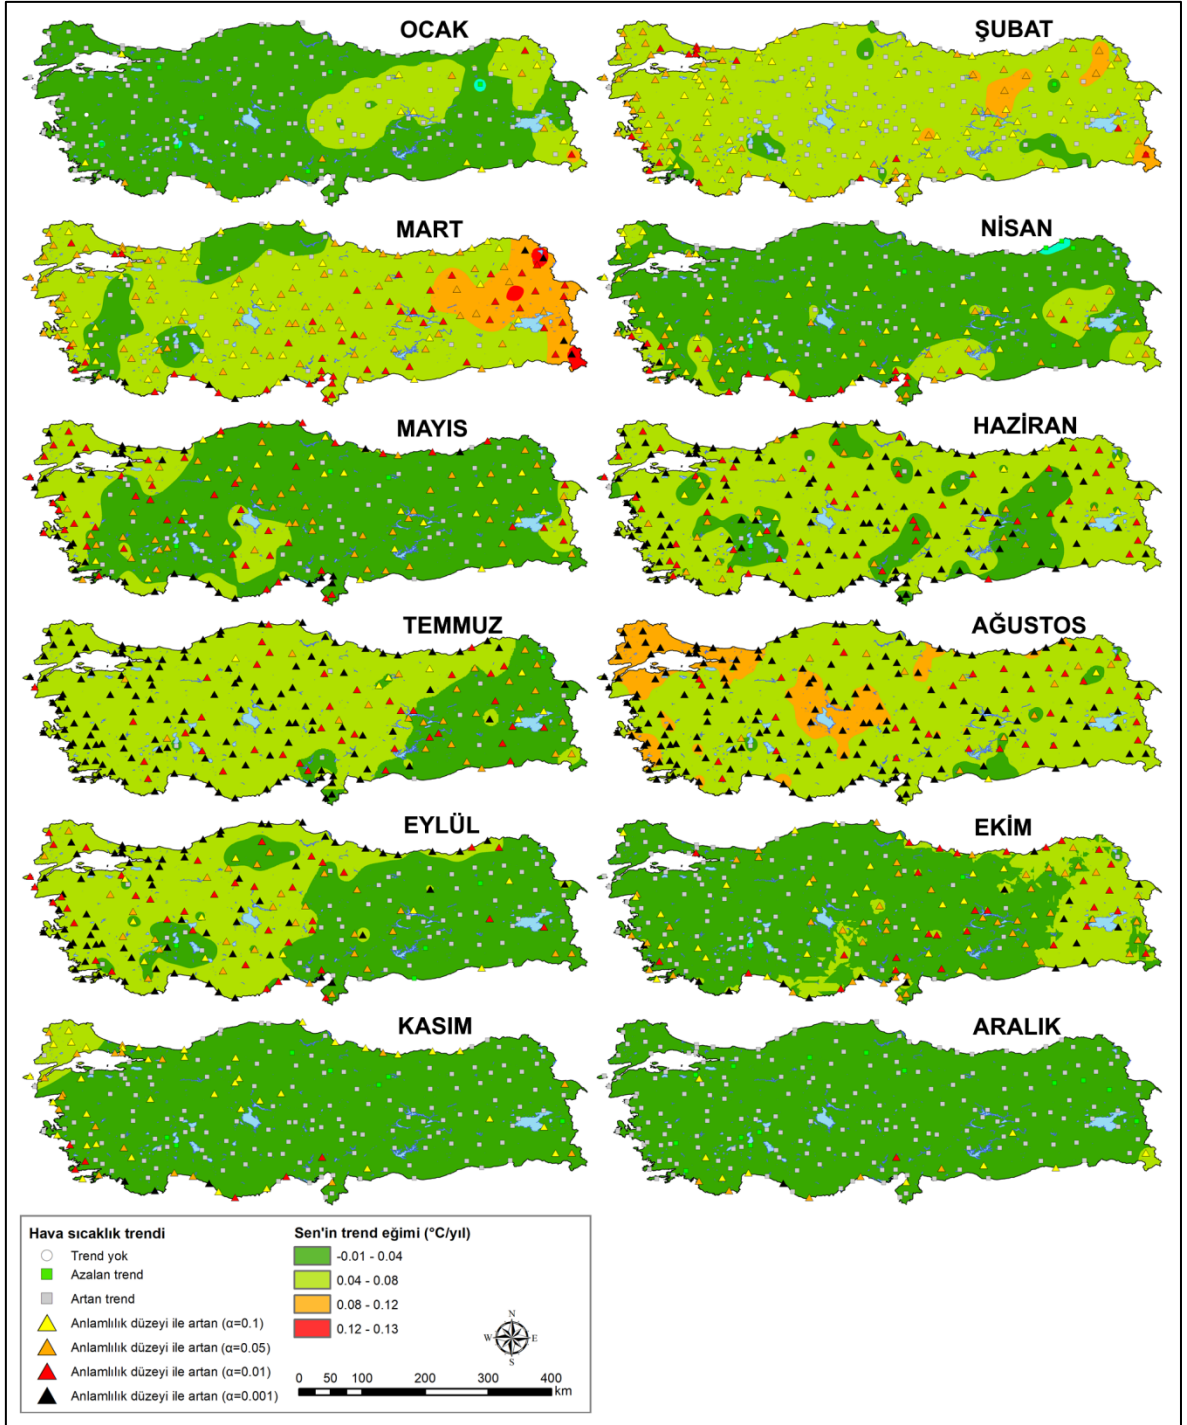 OCAK
ŞUBAT
MART
NİSAN
MAYIS
HAZİRAN
TEMMUZ
AĞUSTOS
EYLÜL
EKİM
KASIM
ARALIK
Hava sıcaklık trendi
Trend yok
Azalan trend
Artan trend
Anlamlılık düzeyi ile artan (α=0.1)
Anlamlılık düzeyi ile artan (α=0.05)
Anlamlılık düzeyi ile artan (α=0.01)
Anlamlılık düzeyi ile artan (α=0.001)
Sen'in trend eğimi (°C/yıl)
-0.01 - 0.04
0.04 - 0.08
0.08 - 0.12
0.12 - 0.13
N
W E
S
0 50 100 200 300 400 km